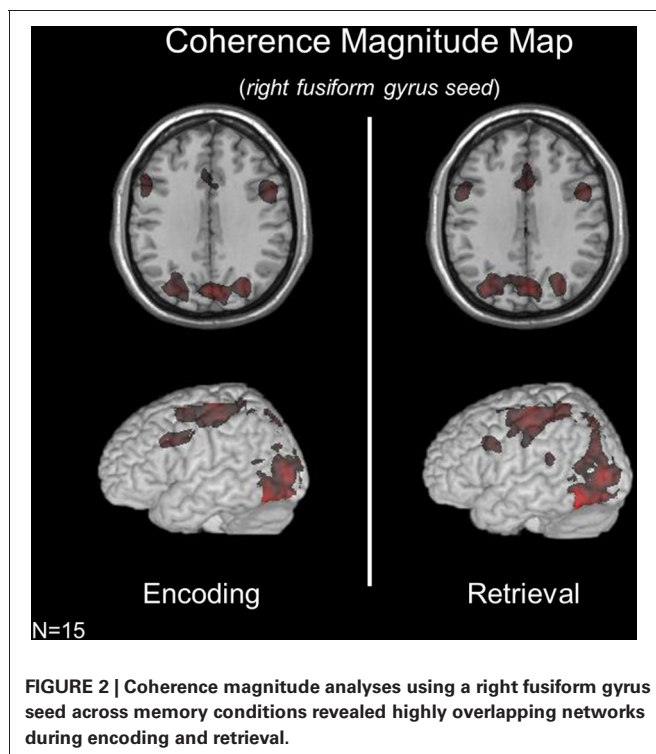 Coherence Magnitude Map
(right fusiform gyrus seed)
Encoding
Retrieval
N=15
FIGURE 2 | Coherence magnitude analyses using a right fusiform gyrus
seed across memory conditions revealed highly overlapping networks
during encoding and retrieval.